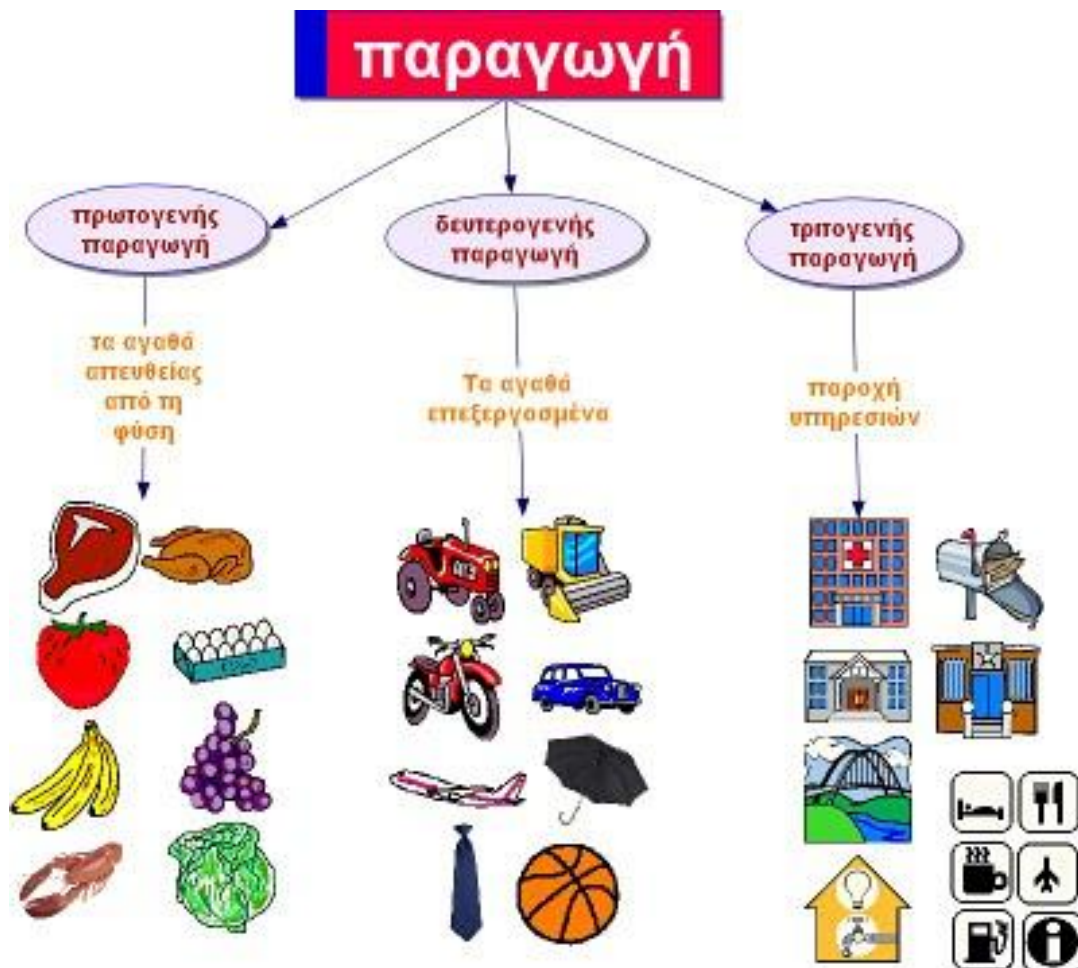 παραγωγή
πρωτογενής
παραγωγή
δευτερογενής
παραγωγή
τριτογενής
παραγωγή
τα αγαθά
απευθείας
από τη
φύση
Τα αγαθά
επεξεργασμένα
παροχή
υπηρεσιών